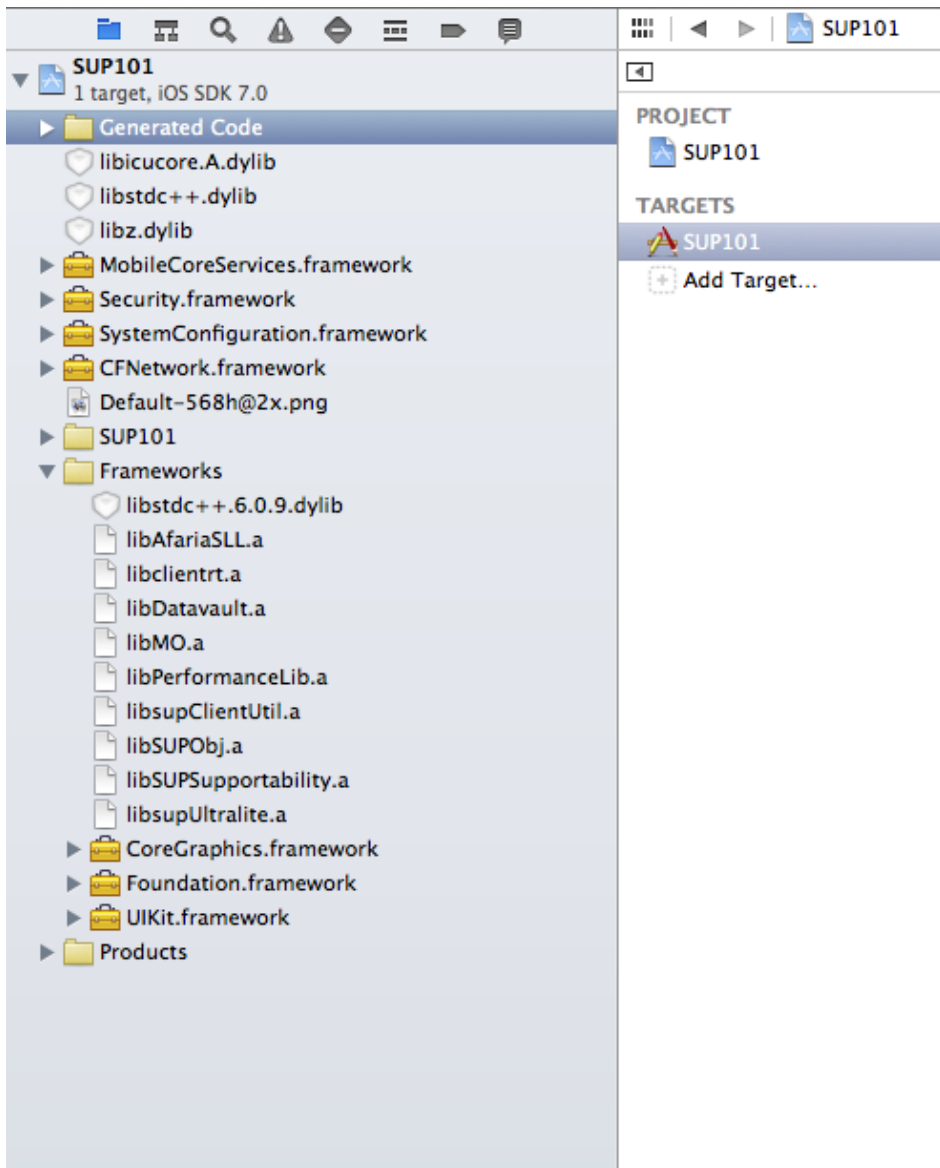 SUP101
SUP101
1 target, iOS SDK 7.0
Generated Code
libicucore.A.dylib
libstdc++.dylib
libz.dylib
MobileCoreServices.framework
Security.framework
SystemConfiguration.framework
CFNetwork.framework
Default-568h@2x.png
SUP101
Frameworks
libstdc++.6.0.9.dylib
libAfariaSLL.a
libclientrt.a
libDatavault.a
libMO.a
libPerformanceLib.a
libsupClientUtil.a
libSUPObj.a
libSUPSupportability.a
libsupUltralite.a
CoreGraphics.framework
Foundation.framework
UIKit.framework
Products
PROJECT
SUP101
TARGETS
SUP101
Add Target...